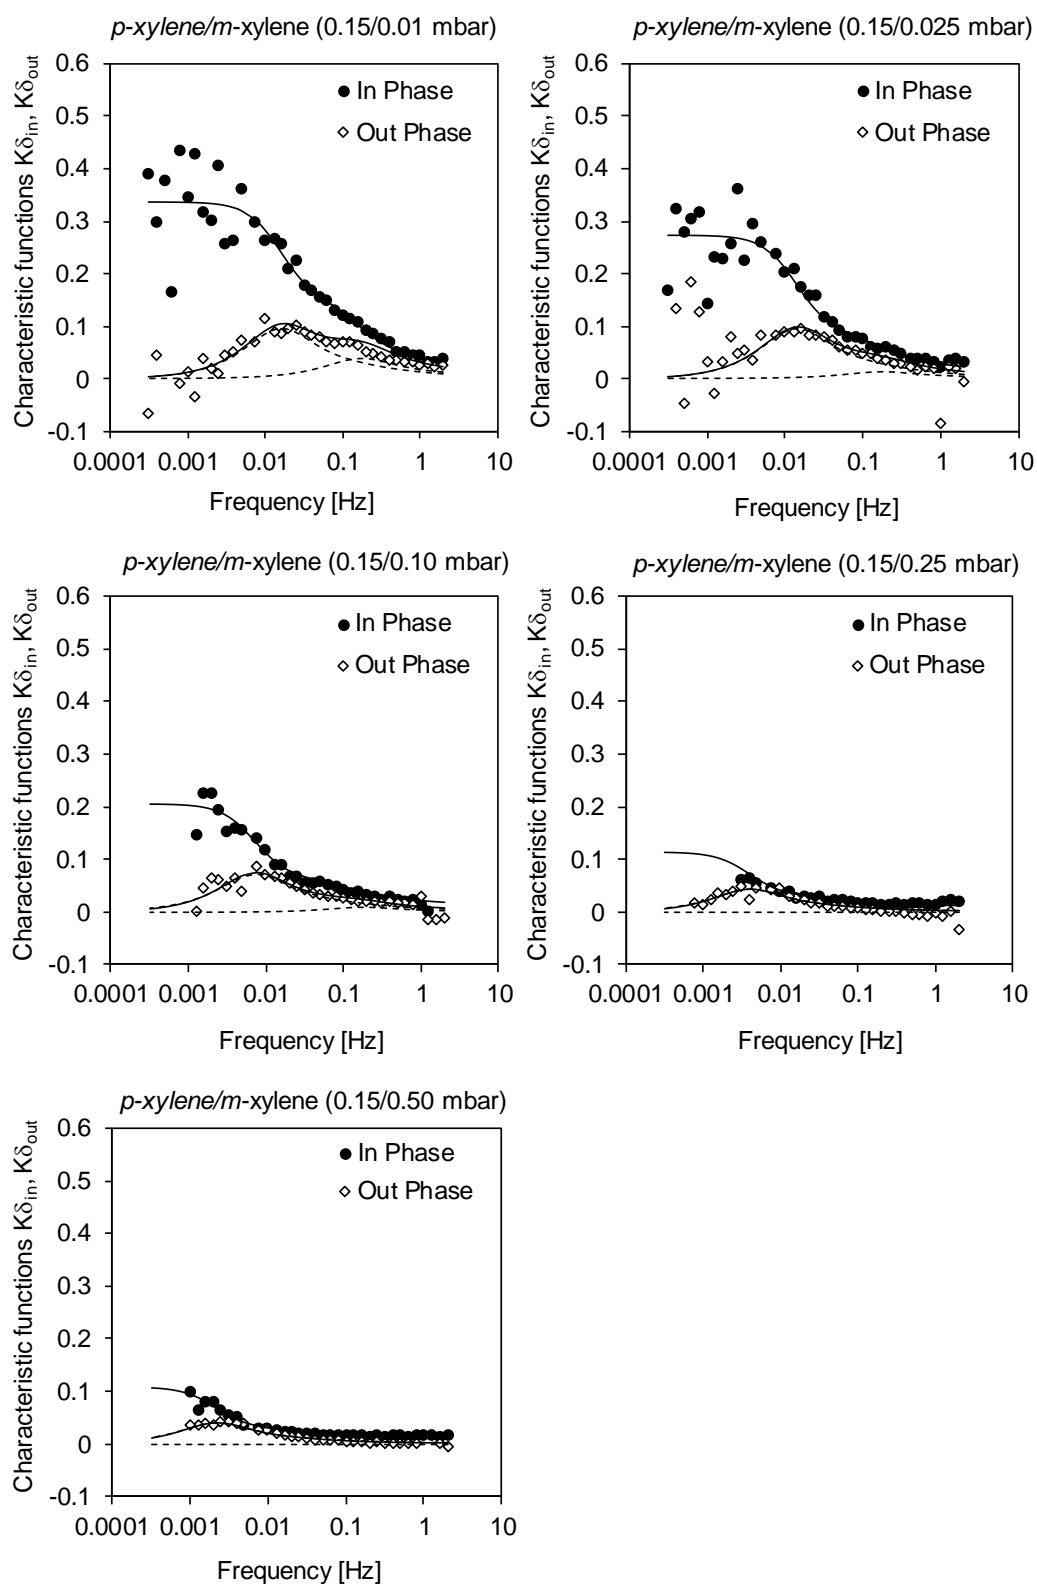 p-xylene/m-xylene (0.15/0.01 mbar)
Characteristic functions Kδin, Kδout
0.6
0.5
0.4
0.3
0.2
0.1
0
-0.1
In Phase
Out Phase
0.0001 0.001 0.01 0.1 1 10
Frequency [Hz]
p-xylene/m-xylene (0.15/0.025 mbar)
Characteristic functions Kδin, Kδout
0.6
0.5
0.4
0.3
0.2
0.1
0
-0.1
In Phase
Out Phase
0.0001 0.001 0.01 0.1 1 10
Frequency [Hz]
p-xylene/m-xylene (0.15/0.10 mbar)
Characteristic functions Kδin, Kδout
0.6
0.5
0.4
0.3
0.2
0.1
0
-0.1
In Phase
Out Phase
0.0001 0.001 0.01 0.1 1 10
Frequency [Hz]
p-xylene/m-xylene (0.15/0.25 mbar)
Characteristic functions Kδin, Kδout
0.6
0.5
0.4
0.3
0.2
0.1
0
-0.1
In Phase
Out Phase
0.0001 0.001 0.01 0.1 1 10
Frequency [Hz]
p-xylene/m-xylene (0.15/0.50 mbar)
Characteristic functions Kδin, Kδout
0.6
0.5
0.4
0.3
0.2
0.1
0
-0.1
In Phase
Out Phase
0.0001 0.001 0.01 0.1 1 10
Frequency [Hz]